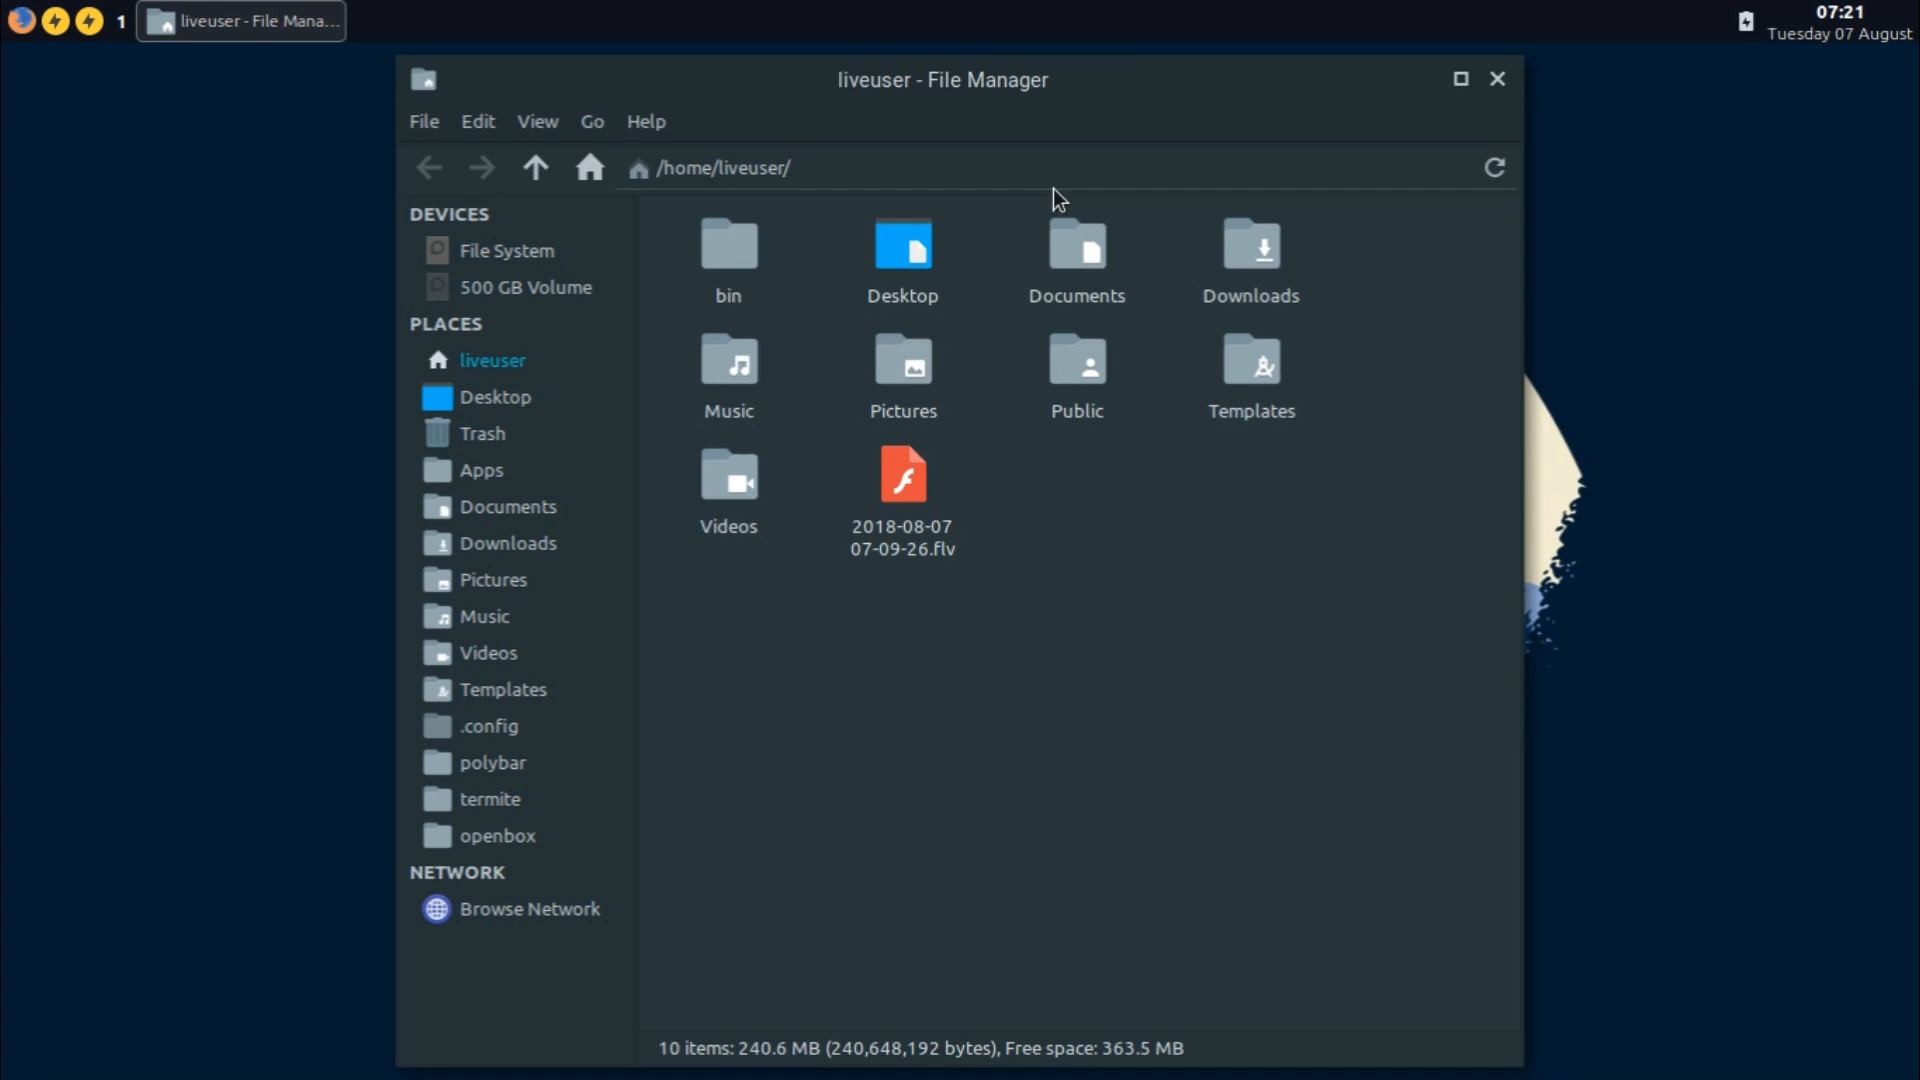 1
liveuser - File Mana...
07:21
Tuesday 07 August
liveuser - File Manager
File Edit View Go Help
/home/liveuser/
DEVICES
File System
500 GB Volume
PLACES
liveuser
Desktop
Trash
Apps
Documents
Downloads
Pictures
Music
Videos
Templates
.config
polybar
termite
openbox
NETWORK
Browse Network
bin
Desktop
Documents
Downloads
Music
Pictures
Public
Templates
Videos
2018-08-07
07-09-26.flv
10 items: 240.6 MB (240,648,192 bytes), Free space: 363.5 MB